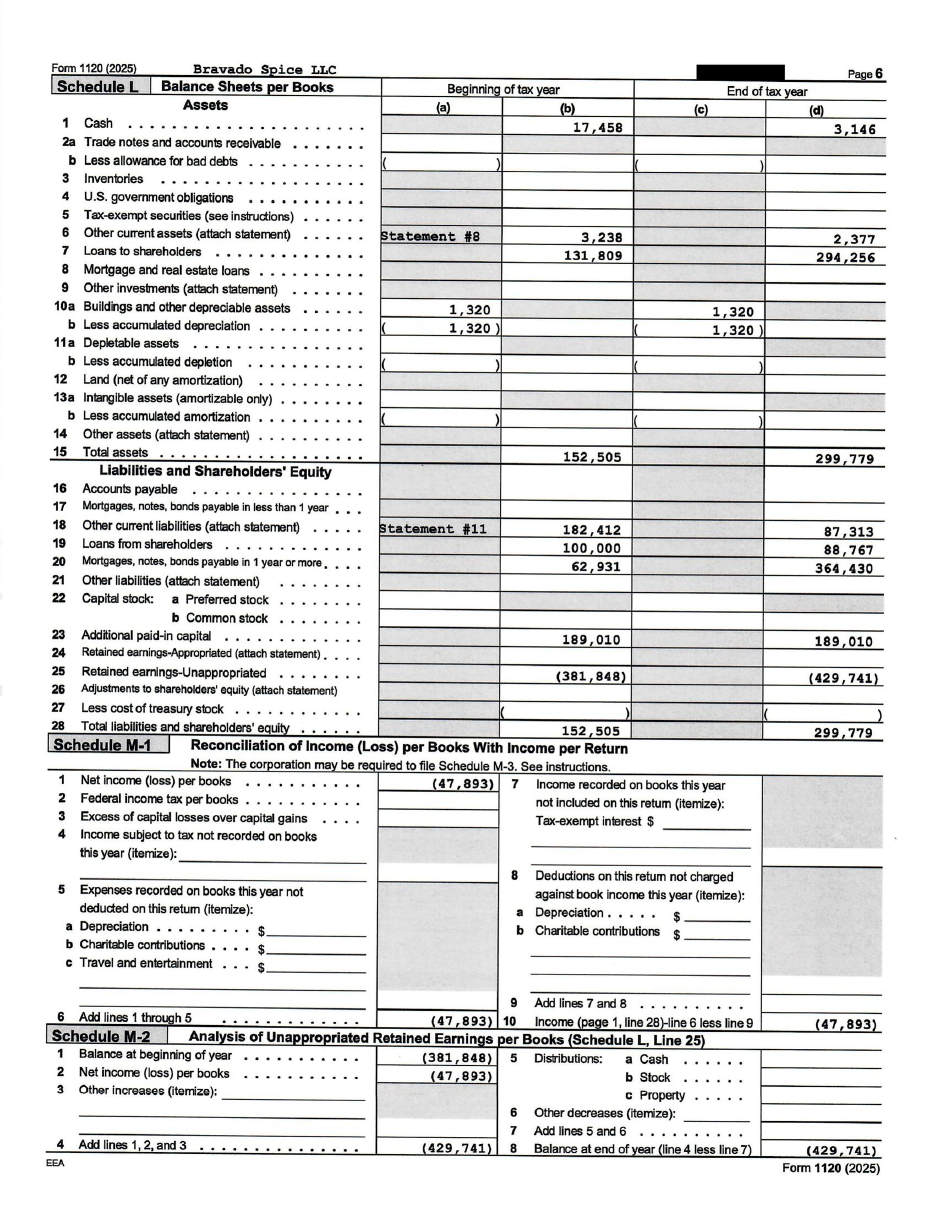 Form 1120 (2025) Bravado Spice LLC Page 6
Schedule L Balance Sheets per Books Beginning of tax year End of tax year
Assets (a) (b) (c) (d)
1 Cash . . . . . . . . . . . . . . . . . . . . . . 17,458 3,146
2a Trade notes and accounts receivable . . . . . . .
b Less allowance for bad debts . . . . . . . . . . . ( ) ( )
3 Inventories . . . . . . . . . . . . . . . . . . .
4 U.S. government obligations . . . . . . . . . . .
5 Tax-exempt securities (see instructions) . . . . . .
6 Other current assets (attach statement) . . . . . . Statement #8 3,238 2,377
7 Loans to shareholders . . . . . . . . . . . . . . 131,809 294,256
8 Mortgage and real estate loans . . . . . . . . . .
9 Other investments (attach statement) . . . . . . .
10a Buildings and other depreciable assets . . . . . . 1,320 1,320
b Less accumulated depreciation . . . . . . . . . . ( 1,320 ) ( 1,320 )
11a Depletable assets . . . . . . . . . . . . . . . .
b Less accumulated depletion . . . . . . . . . . . ( ) ( )
12 Land (net of any amortization) . . . . . . . . . .
13a Intangible assets (amortizable only) . . . . . . . .
b Less accumulated amortization . . . . . . . . . . ( ) ( )
14 Other assets (attach statement) . . . . . . . . . .
15 Total assets . . . . . . . . . . . . . . . . . . . 152,505 299,779
Liabilities and Shareholders' Equity
16 Accounts payable . . . . . . . . . . . . . . . .
17 Mortgages, notes, bonds payable in less than 1 year . . .
18 Other current liabilities (attach statement) . . . . . Statement #11 182,412 87,313
19 Loans from shareholders . . . . . . . . . . . . . 100,000 88,767
20 Mortgages, notes, bonds payable in 1 year or more . . . . 62,931 364,430
21 Other liabilities (attach statement) . . . . . . . .
22 Capital stock: a Preferred stock . . . . . . . .
b Common stock . . . . . . . .
23 Additional paid-in capital . . . . . . . . . . . . . 189,010 189,010
24 Retained earnings-Appropriated (attach statement) . . . .
25 Retained earnings-Unappropriated . . . . . . . . (381,848) (429,741)
26 Adjustments to shareholders' equity (attach statement)
27 Less cost of treasury stock . . . . . . . . . . . ( ) ( )
28 Total liabilities and shareholders' equity . . . . . . 152,505 299,779
Schedule M-1 Reconciliation of Income (Loss) per Books With Income per Return
Note: The corporation may be required to file Schedule M-3. See instructions.
1 Net income (loss) per books . . . . . . . . . . . (47,893)
2 Federal income tax per books . . . . . . . . . . .
3 Excess of capital losses over capital gains . . . .
4 Income subject to tax not recorded on books
this year (itemize):
5 Expenses recorded on books this year not
deducted on this return (itemize):
a Depreciation . . . . . . . . . $
b Charitable contributions . . . . $
c Travel and entertainment . . . $
6 Add lines 1 through 5 . . . . . . . . . . . . . (47,893)
7 Income recorded on books this year
not included on this return (itemize):
Tax-exempt interest $
8 Deductions on this return not charged
against book income this year (itemize):
a Depreciation . . . . . $
b Charitable contributions $
9 Add lines 7 and 8 . . . . . . . . . .
10 Income (page 1, line 28)-line 6 less line 9 (47,893)
Schedule M-2 Analysis of Unappropriated Retained Earnings per Books (Schedule L, Line 25)
1 Balance at beginning of year . . . . . . . . . . . (381,848)
2 Net income (loss) per books . . . . . . . . . . . (47,893)
3 Other increases (itemize):
4 Add lines 1, 2, and 3 . . . . . . . . . . . . . . . (429,741)
5 Distributions: a Cash . . . . . .
b Stock . . . . . .
c Property . . . . .
6 Other decreases (itemize):
7 Add lines 5 and 6 . . . . . . . . . .
8 Balance at end of year (line 4 less line 7) (429,741)
EEA Form 1120 (2025)